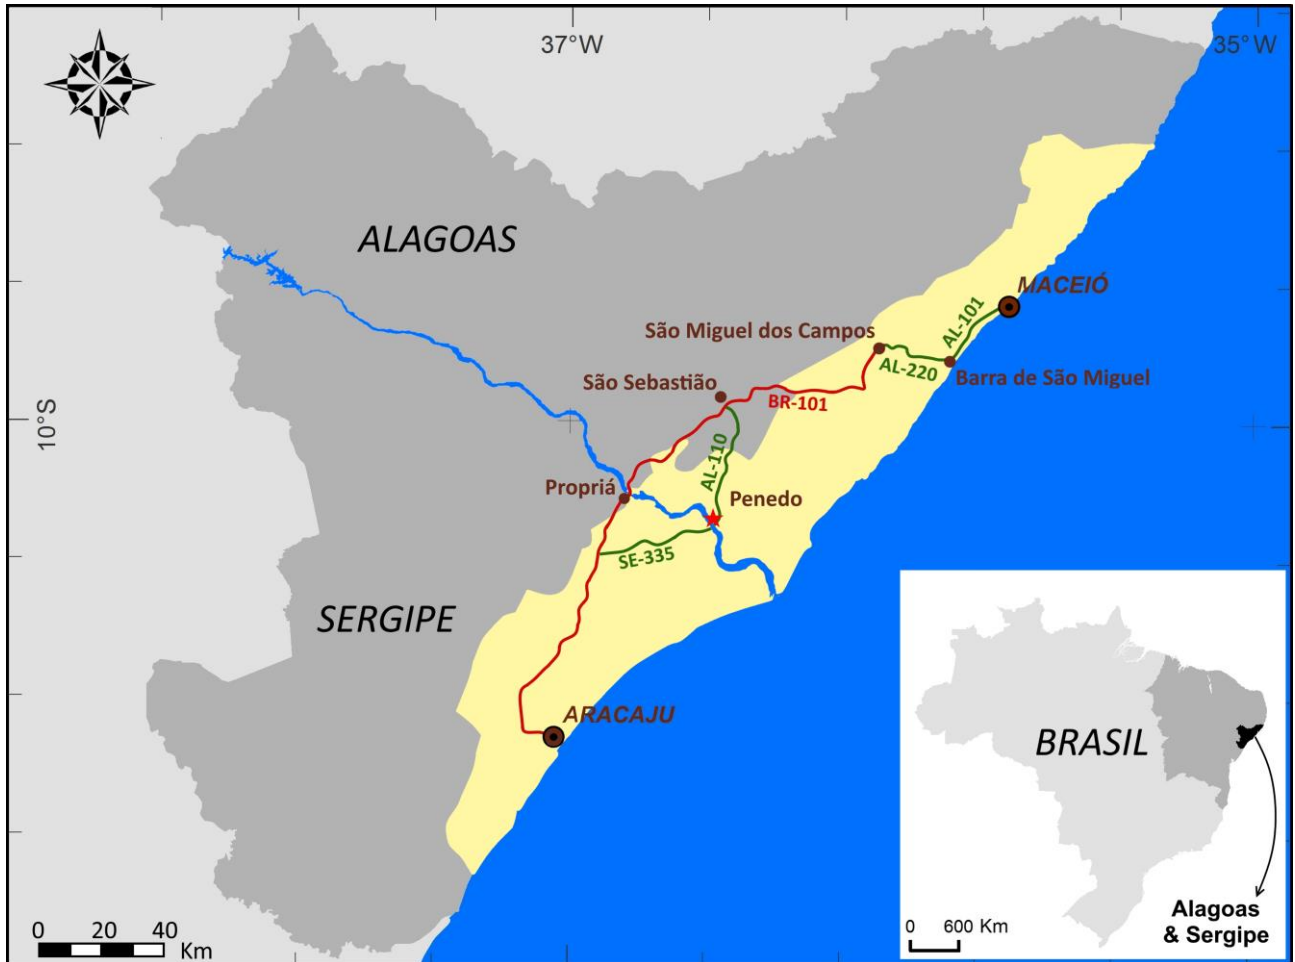 37°W
35°W
ALAGOAS
MACEIÓ
AL-101
São Miguel dos Campos
AL-220
Barra de São Miguel
São Sebastião
BR-101
10°S
AL-110
Propriá
Penedo
SE-335
SERGIPE
ARACAJU
BRASIL
Alagoas
& Sergipe
0 600 Km
0 20 40
Km